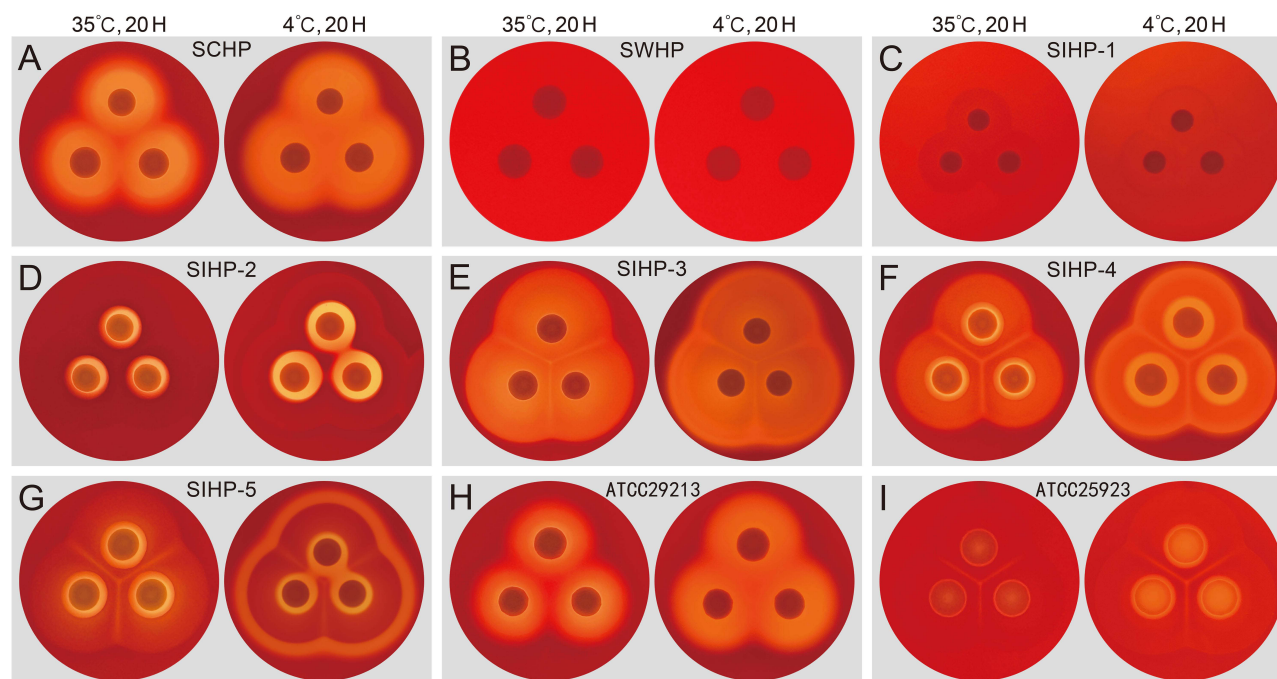 35°C, 20 H 4°C, 20 H 35°C, 20 H 4°C, 20 H 35°C, 20 H 4°C, 20 H
A SCHP B SWHP C SIHP-1
D SIHP-2 E SIHP-3 F SIHP-4
G SIHP-5 H ATCC29213 I ATCC25923